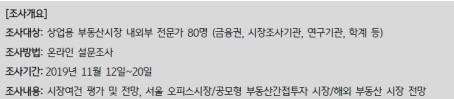 [조사개요]
조사대상: 상업용 부동산시장 내외부 전문가 80명 (금융권, 시장조사기관, 연구기관, 학계 등)
조사방법: 온라인 설문조사
조사기간: 2019년 11월 12일~20일
조사내용: 시장여건 평가 및 전망, 서울 오피스시장/공모형 부동산간접투자 시장/해외 부동산 시장 전망